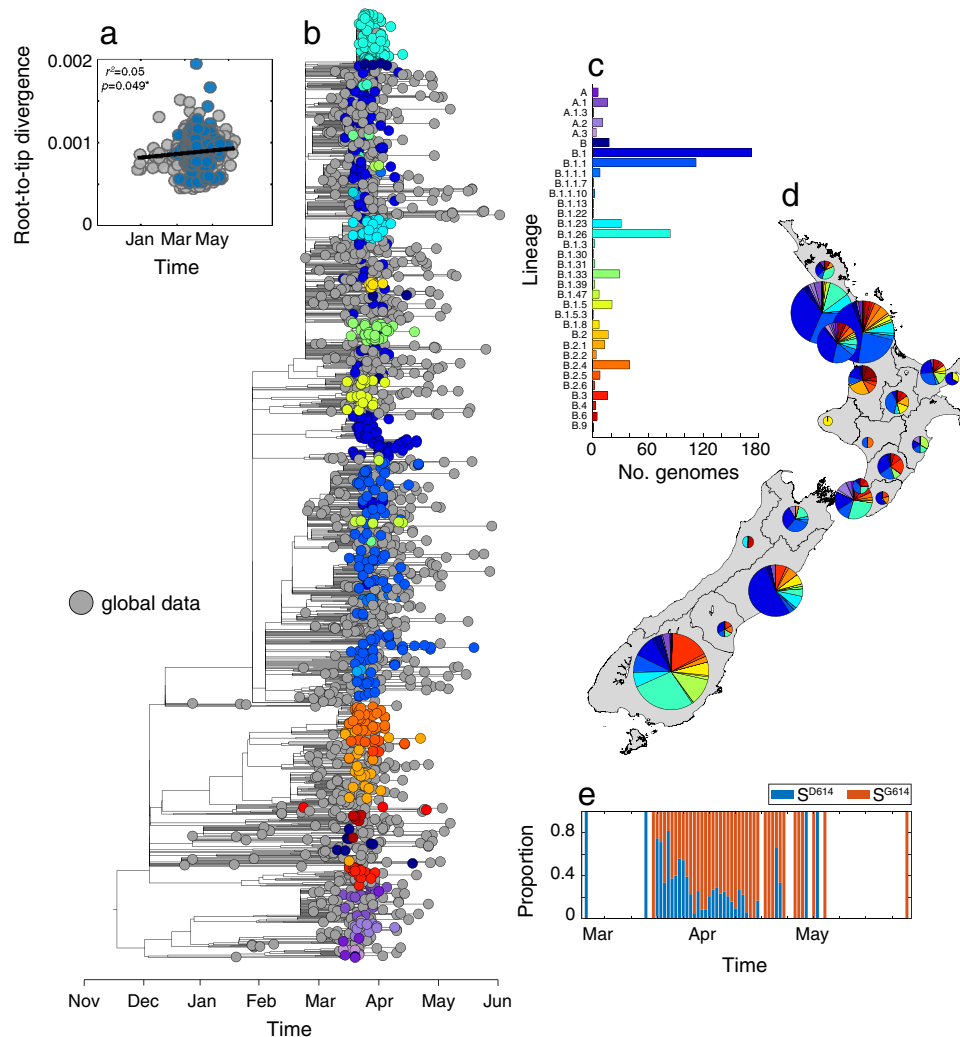 a
Root-to-tip divergence
0.002
0.001
0
r²=0.05
p=0.049*
Jan Mar May
Time
b
global data
Nov Dec Jan Feb Mar Apr May Jun
Time
c
Lineage
A
A.1
A.1.3
A.2
A.3
B
B.1
B.1.1
B.1.1.1
B.1.1.7
B.1.1.10
B.1.13
B.1.22
B.1.23
B.1.26
B.1.3
B.1.30
B.1.31
B.1.33
B.1.39
B.1.47
B.1.5
B.1.5.3
B.1.8
B.2
B.2.1
B.2.2
B.2.4
B.2.5
B.2.6
B.3
B.4
B.6
B.9
0 60 120 180
No. genomes
d
e
S^D614 S^G614
Proportion
0.8
0.4
0
Mar Apr May
Time